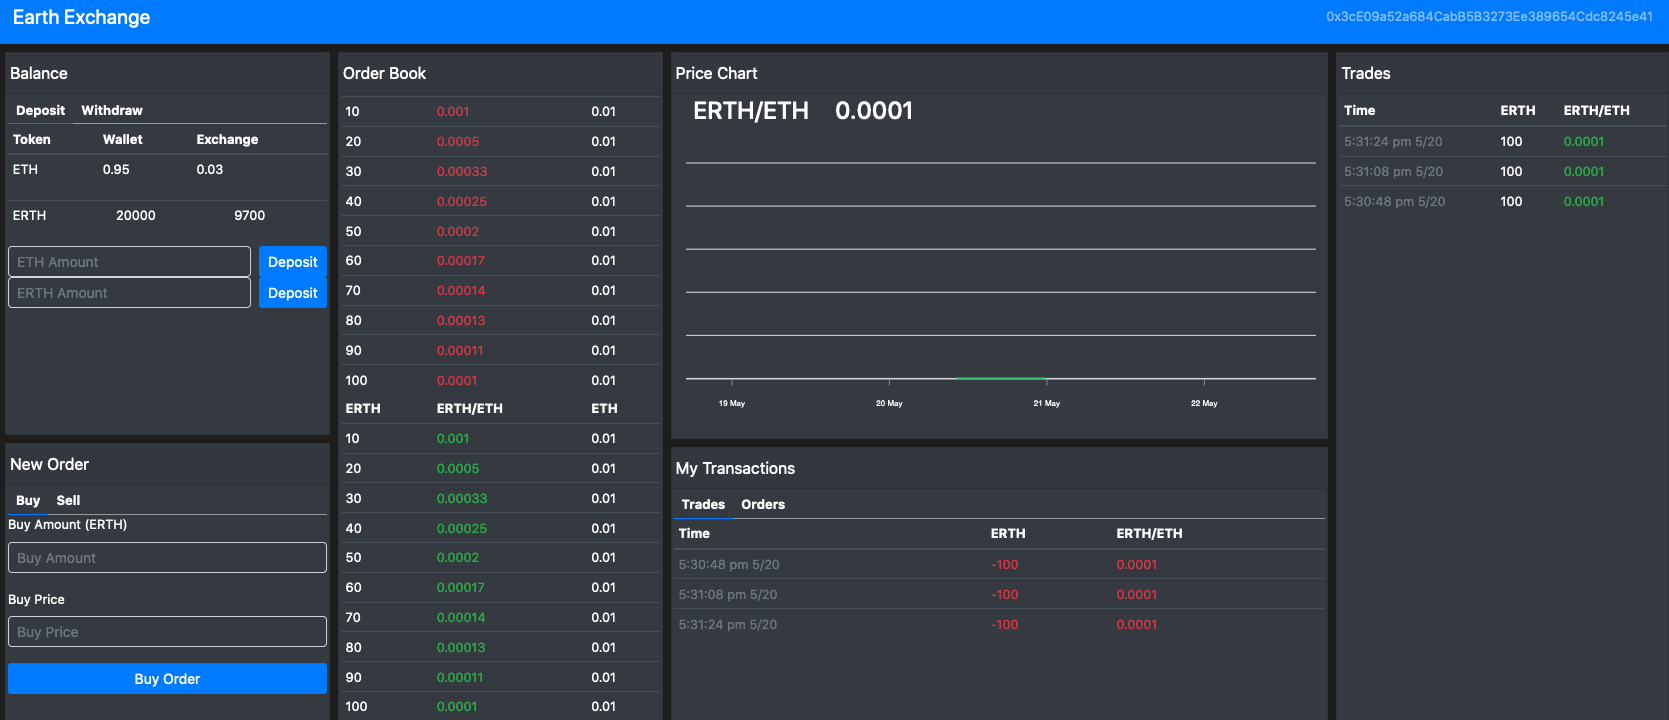 Earth Exchange
0x3cE09a52a684CabB5B3273Ee389654Cdc8245e41
Balance
Deposit Withdraw
Token Wallet Exchange
ETH 0.95 0.03
ERTH 20000 9700
ETH Amount Deposit
ERTH Amount Deposit
New Order
Buy Sell
Buy Amount (ERTH)
Buy Amount
Buy Price
Buy Price
Buy Order
Order Book
10 0.001 0.01
20 0.0005 0.01
30 0.00033 0.01
40 0.00025 0.01
50 0.0002 0.01
60 0.00017 0.01
70 0.00014 0.01
80 0.00013 0.01
90 0.00011 0.01
100 0.0001 0.01
ERTH ERTH/ETH ETH
10 0.001 0.01
20 0.0005 0.01
30 0.00033 0.01
40 0.00025 0.01
50 0.0002 0.01
60 0.00017 0.01
70 0.00014 0.01
80 0.00013 0.01
90 0.00011 0.01
100 0.0001 0.01
Price Chart
ERTH/ETH 0.0001
19 May 20 May 21 May 22 May
My Transactions
Trades Orders
Time ERTH ERTH/ETH
5:30:48 pm 5/20 -100 0.0001
5:31:08 pm 5/20 -100 0.0001
5:31:24 pm 5/20 -100 0.0001
Trades
Time ERTH ERTH/ETH
5:31:24 pm 5/20 100 0.0001
5:31:08 pm 5/20 100 0.0001
5:30:48 pm 5/20 100 0.0001